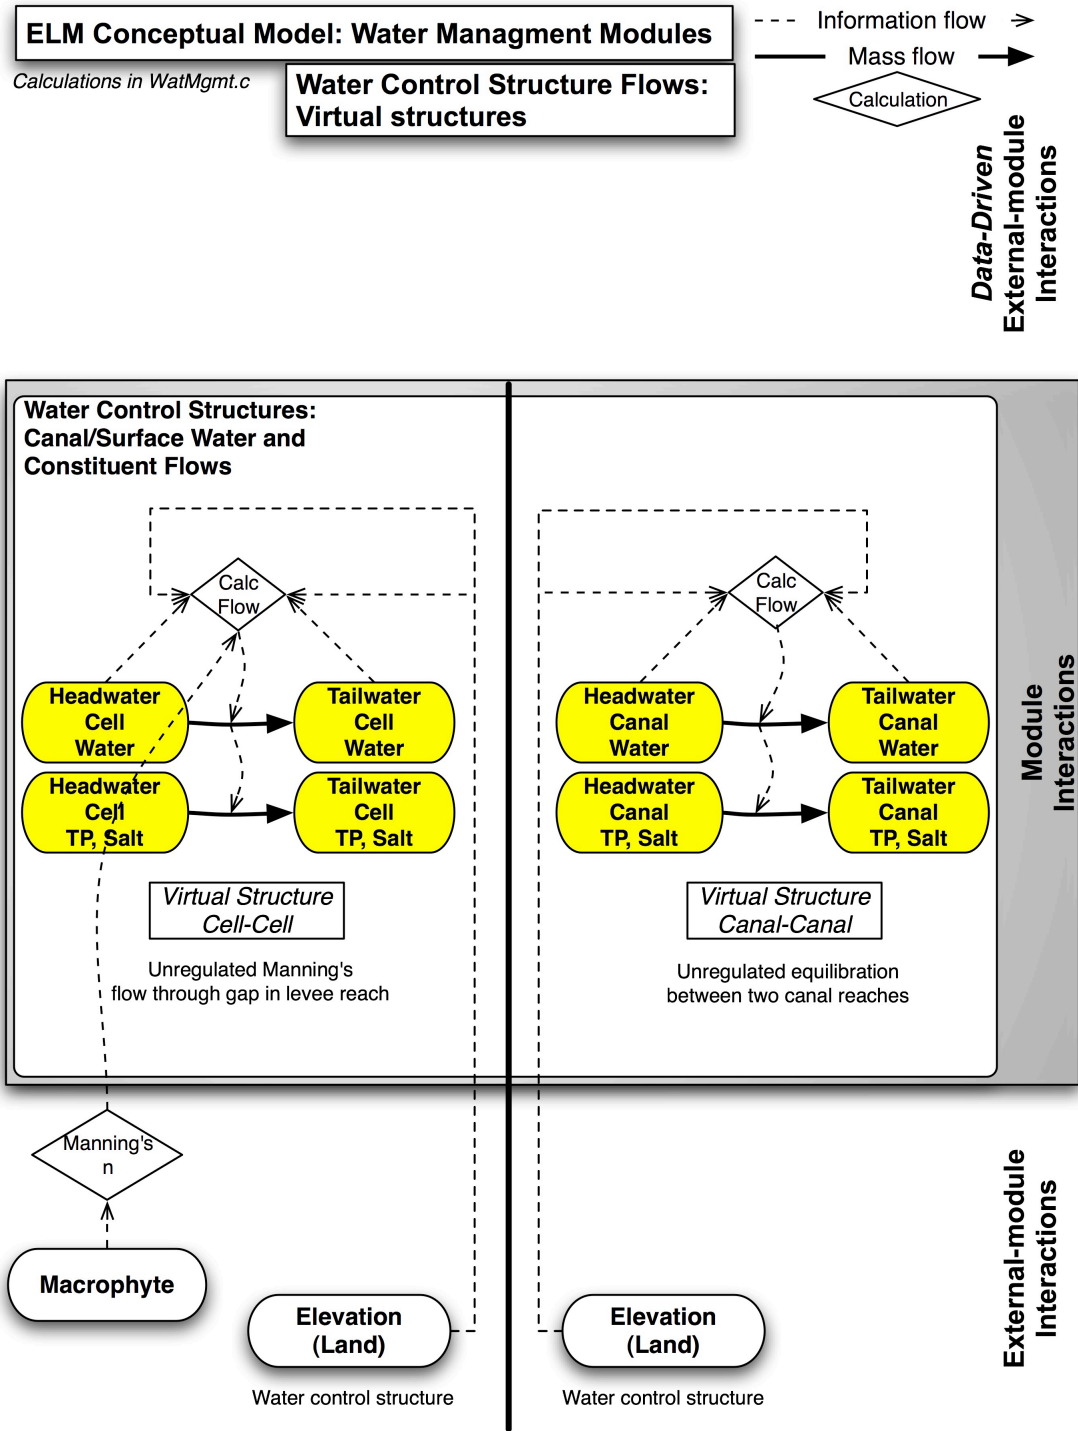 ELM Conceptual Model: Water Managment Modules
Calculations in WatMgmt.c
Water Control Structure Flows:
Virtual structures
Information flow
Mass flow
Calculation
Data-Driven
External-module
Interactions
Water Control Structures:
Canal/Surface Water and
Constituent Flows
Calc
Flow
Headwater
Cell
Water
Tailwater
Cell
Water
Headwater
Cell
TP, Salt
Tailwater
Cell
TP, Salt
Virtual Structure
Cell-Cell
Unregulated Manning's
flow through gap in levee reach
Calc
Flow
Headwater
Canal
Water
Tailwater
Canal
Water
Headwater
Canal
TP, Salt
Tailwater
Canal
TP, Salt
Virtual Structure
Canal-Canal
Unregulated equilibration
between two canal reaches
Module
Interactions
Manning's
n
Macrophyte
Elevation
(Land)
Water control structure
Elevation
(Land)
Water control structure
External-module
Interactions